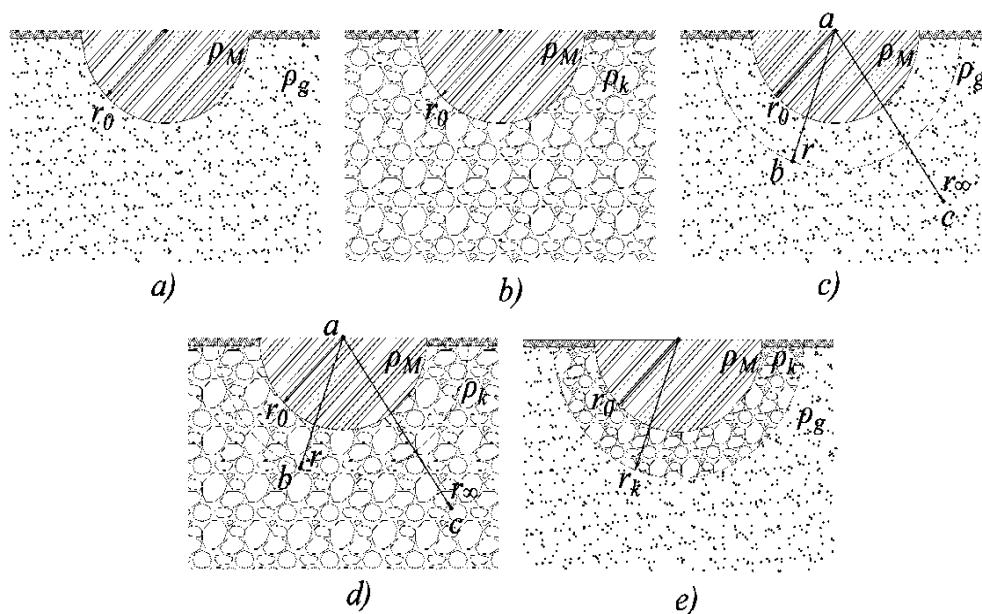 a
ρM ρM ρM
ρg ρk ρg
r0 r0 r0
b r
r∞
c
a) b) c)
a
ρM ρk ρM ρk
r0 r0
ρg
b r rk
r∞
c
d) e)